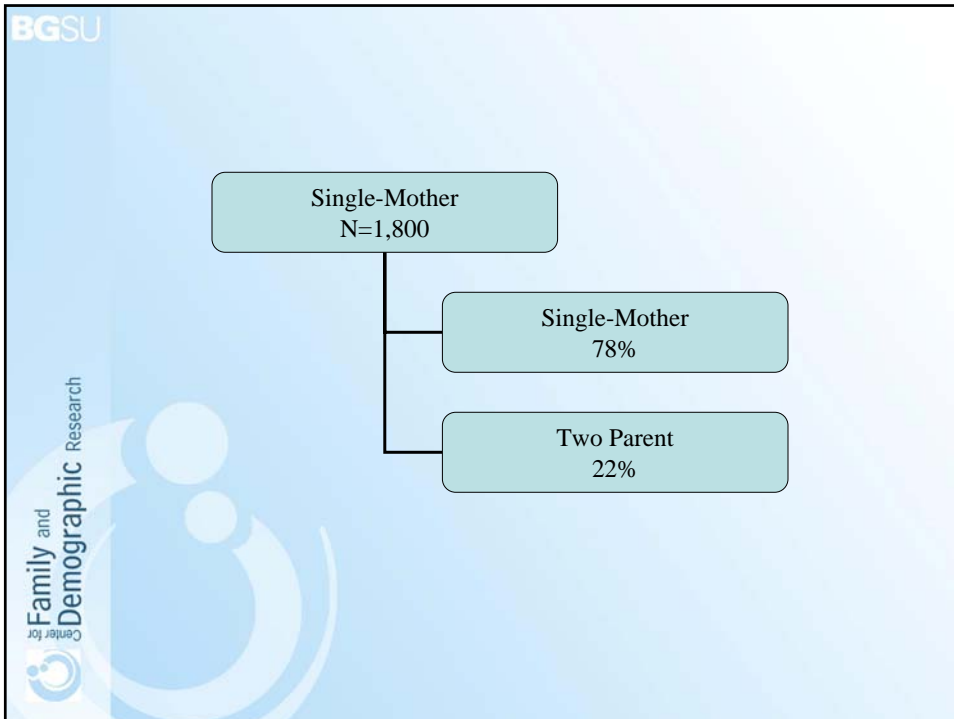 BGSU
Single-Mother
N=1,800
Single-Mother
78%
Two Parent
22%
Center for
Family and
Demographic Research